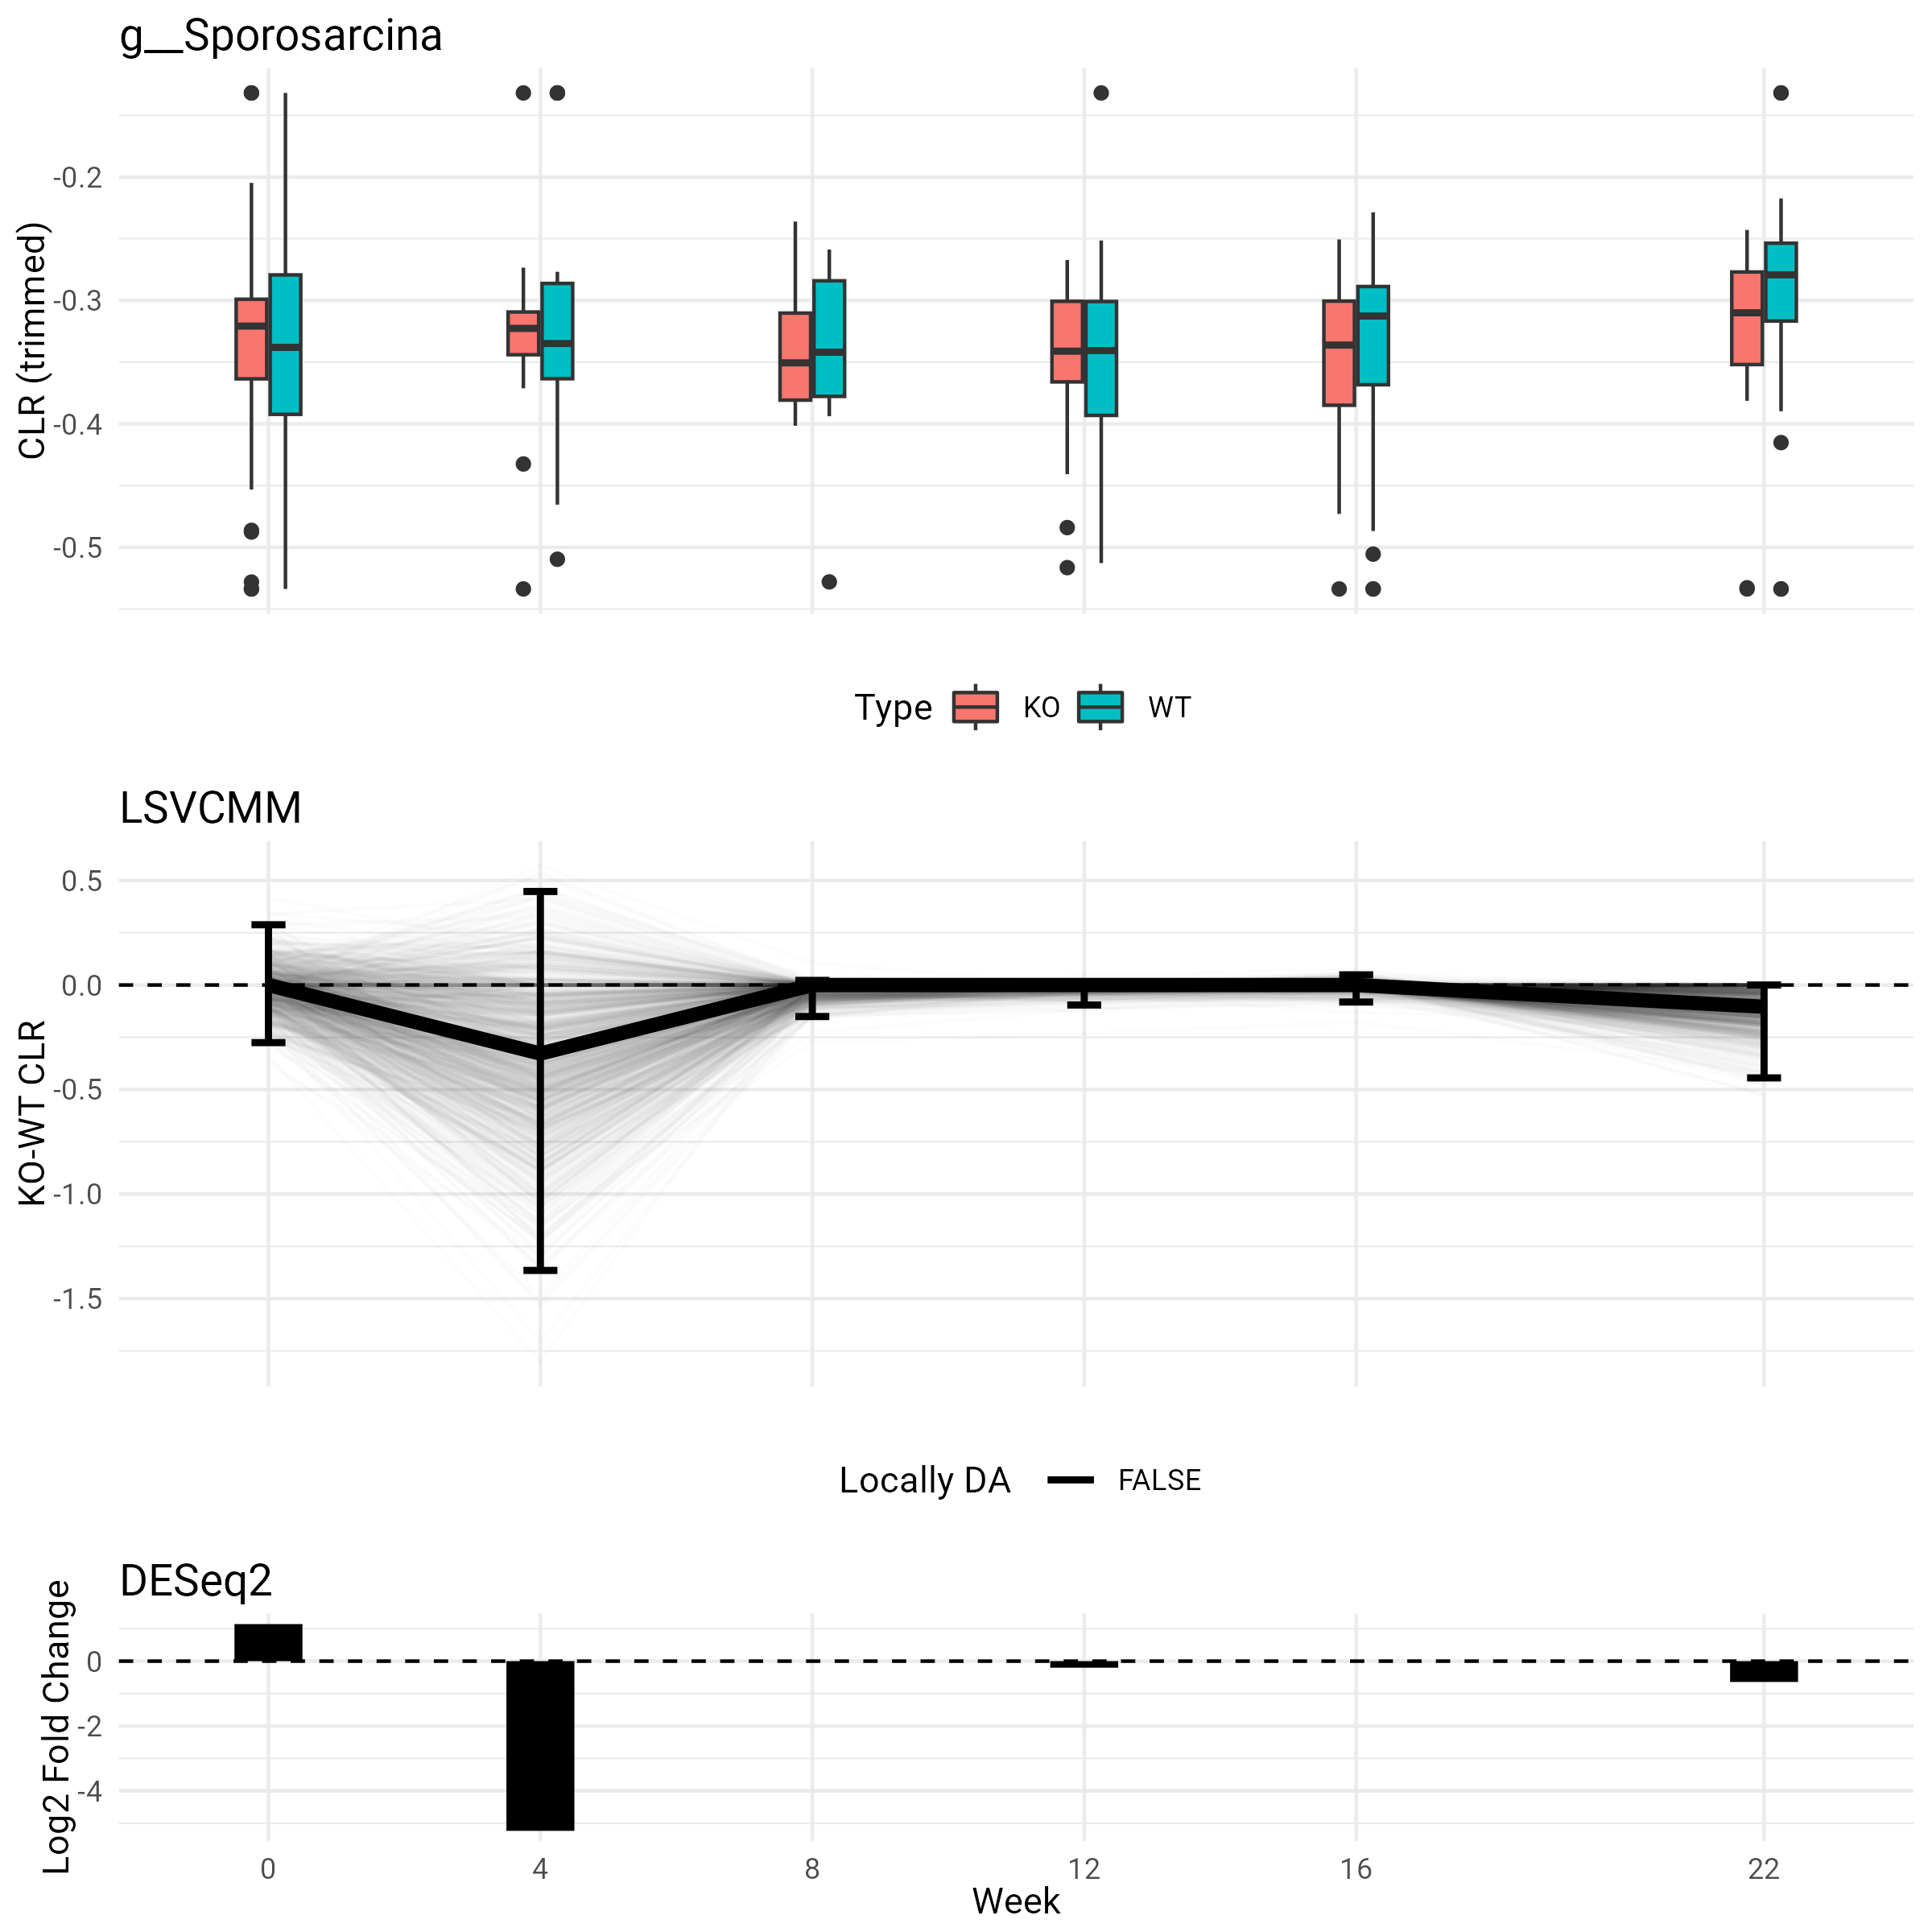 g__Sporosarcina
CLR (trimmed)
-0.2
-0.3
-0.4
-0.5
Type KO WT
LSVCMM
KO-WT CLR
0.5
0.0
-0.5
-1.0
-1.5
Locally DA FALSE
DESeq2
Log2 Fold Change
0
-2
-4
0 4 8 12 16 22
Week